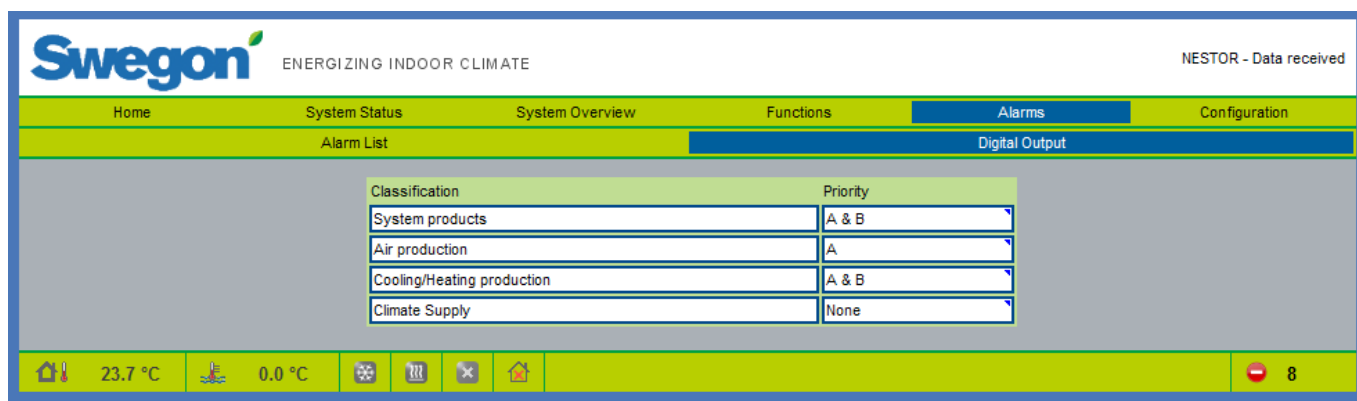 Swegon ENERGIZING INDOOR CLIMATE NESTOR - Data received
Home System Status System Overview Functions Alarms Configuration
Alarm List Digital Output
Classification Priority
System products A & B
Air production A
Cooling/Heating production A & B
Climate Supply None
23.7 °C 0.0 °C 8